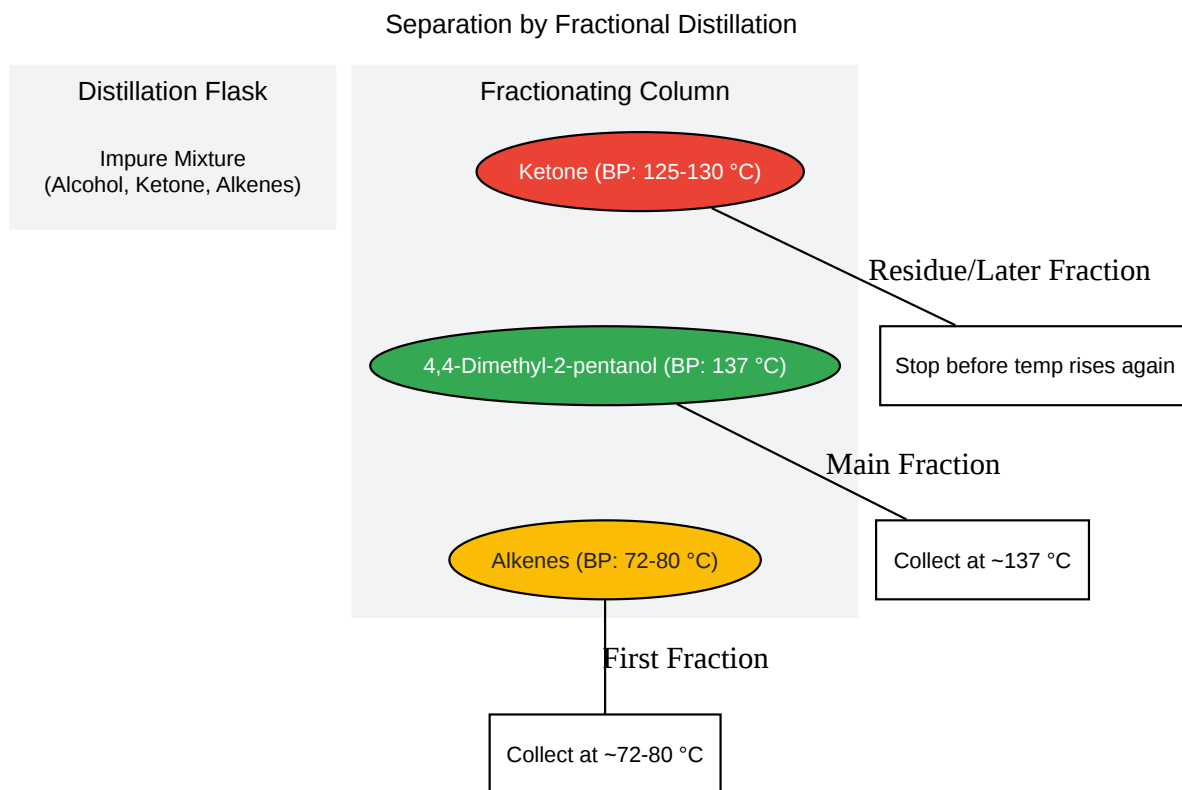 Separation by Fractional Distillation
Distillation Flask
Impure Mixture
(Alcohol, Ketone, Alkenes)
Fractionating Column
Ketone (BP: 125-130 °C)
Residue/Later Fraction
Stop before temp rises again
4,4-Dimethyl-2-pentanol (BP: 137 °C)
Main Fraction
Collect at ~137 °C
Alkenes (BP: 72-80 °C)
First Fraction
Collect at ~72-80 °C